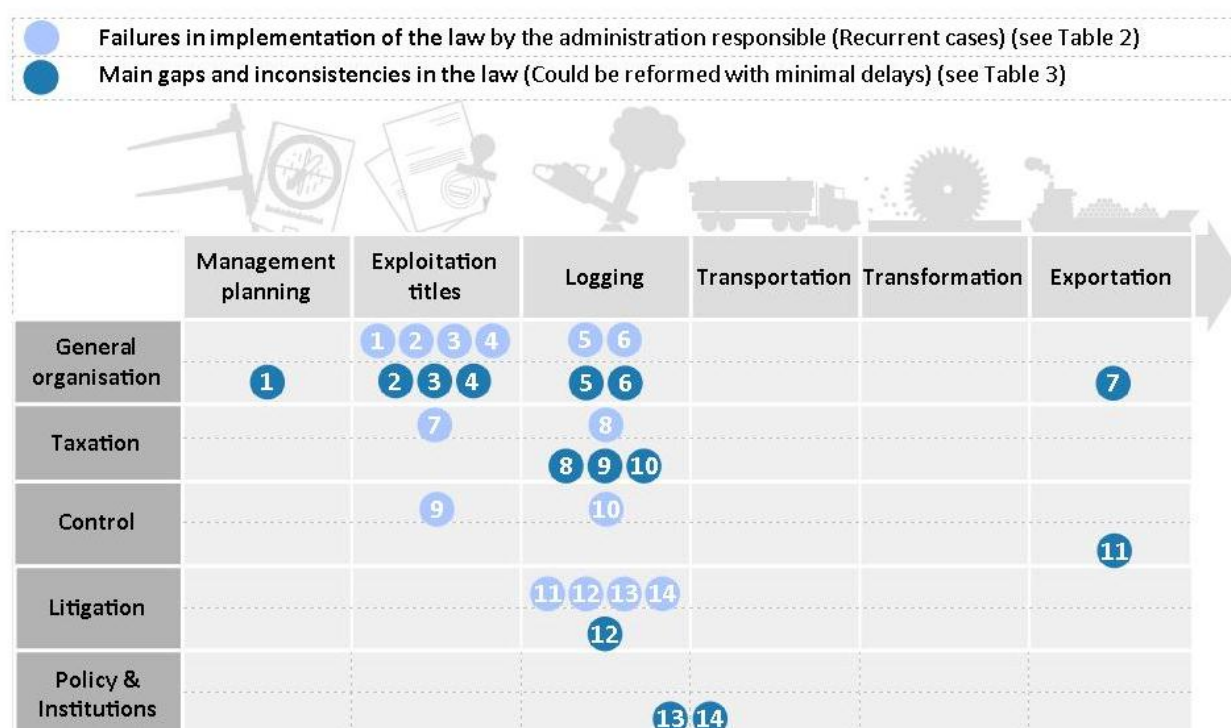 Failures in implementation of the law by the administration responsible (Recurrent cases) (see Table 2)
Main gaps and inconsistencies in the law (Could be reformed with minimal delays) (see Table 3)
Management planning
Exploitation titles
Logging
Transportation
Transformation
Exportation
General organisation
1 2 3 4
5 6
1
2 3 4
5 6
7
Taxation
7
8
8 9 10
Control
9
10
11
Litigation
11 12 13 14
12
Policy & Institutions
13 14